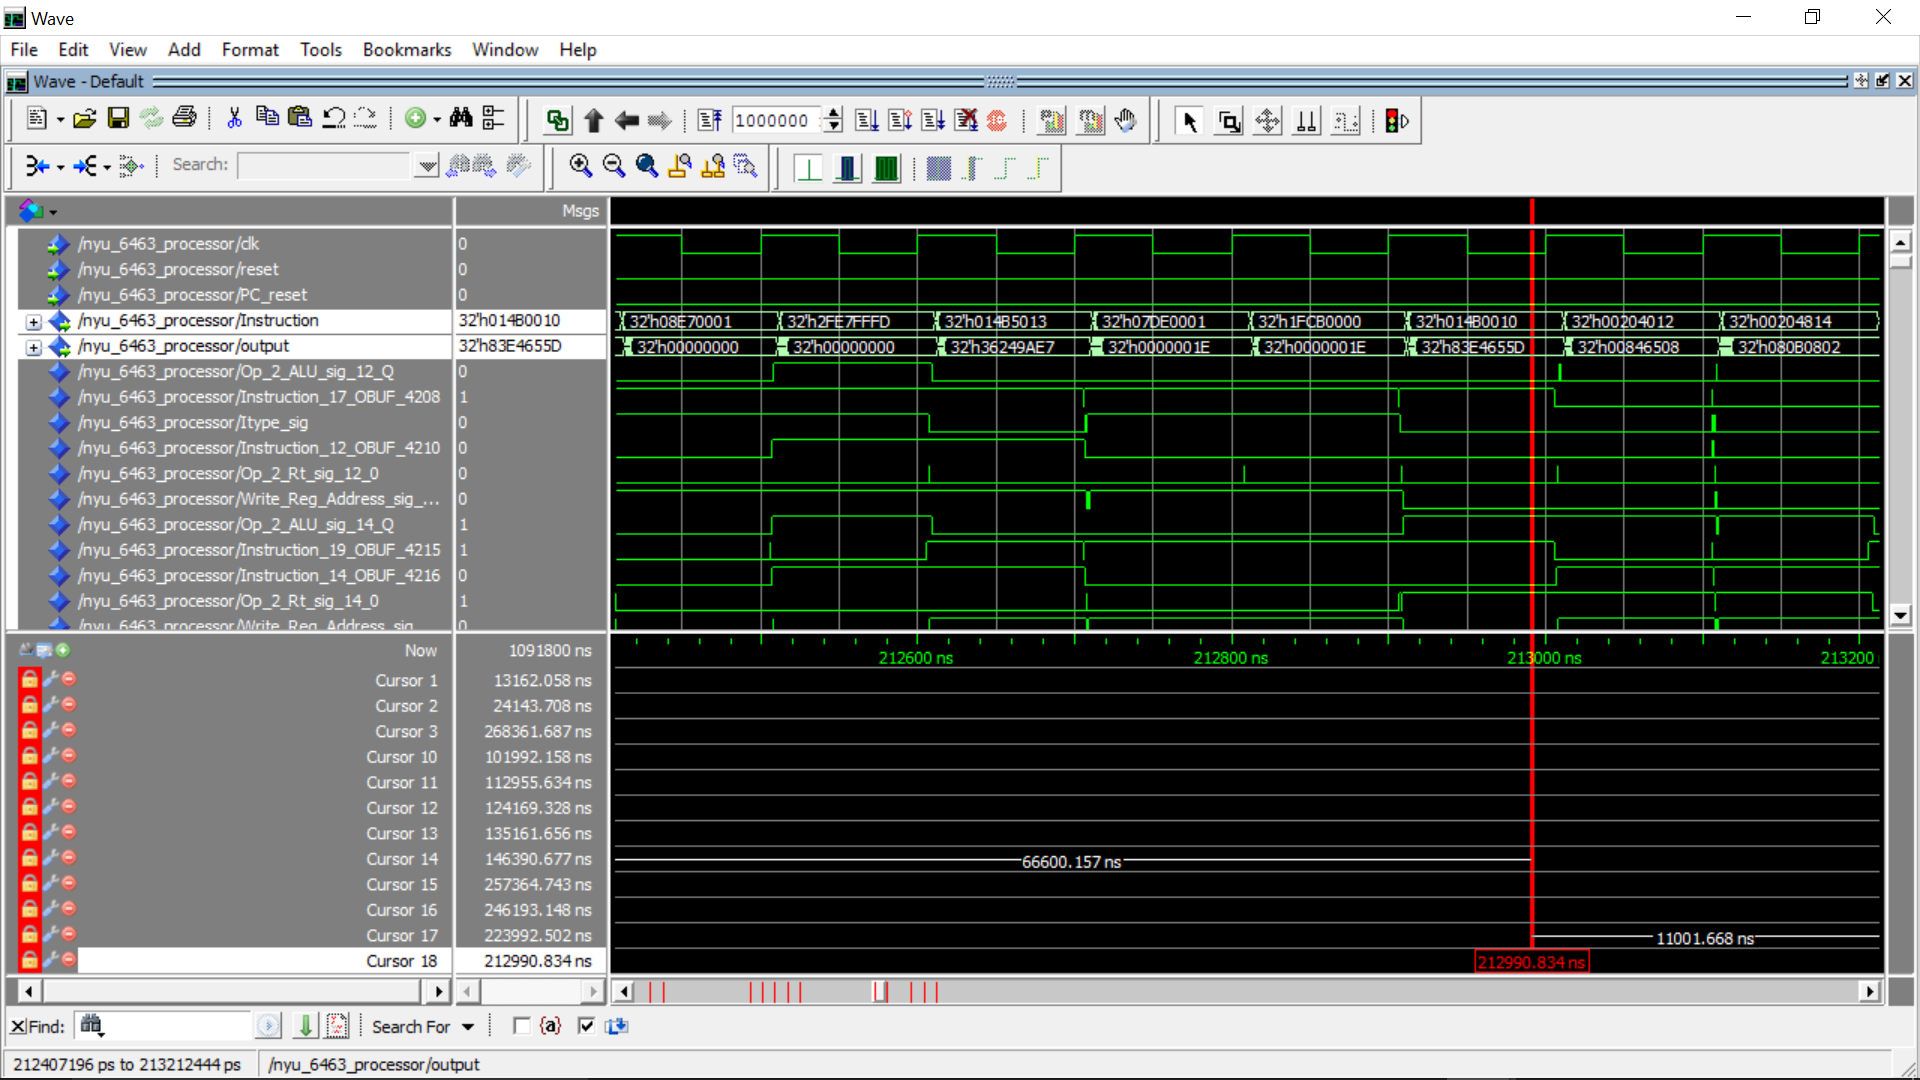 Wave
File Edit View Add Format Tools Bookmarks Window Help
Wave - Default
1000000
Search:
Msgs
/nyu_6463_processor/clk 0
/nyu_6463_processor/reset 0
/nyu_6463_processor/PC_reset 0
/nyu_6463_processor/Instruction 32'h014B0010 32'h08E70001 32'h2FE7FFFD 32'h014B5013 32'h07DE0001 32'h1FCB0000 32'h014B0010 32'h00204012 32'h00204814
/nyu_6463_processor/output 32'h83E4655D 32'h00000000 32'h00000000 32'h36249AE7 32'h0000001E 32'h0000001E 32'h83E4655D 32'h00846508 32'h080B0802
/nyu_6463_processor/Op_2_ALU_sig_12_Q 0
/nyu_6463_processor/Instruction_17_OBUF_4208 1
/nyu_6463_processor/Itype_sig 0
/nyu_6463_processor/Instruction_12_OBUF_4210 0
/nyu_6463_processor/Op_2_Rt_sig_12_0 0
/nyu_6463_processor/Write_Reg_Address_sig_... 0
/nyu_6463_processor/Op_2_ALU_sig_14_Q 1
/nyu_6463_processor/Instruction_19_OBUF_4215 1
/nyu_6463_processor/Instruction_14_OBUF_4216 0
/nyu_6463_processor/Op_2_Rt_sig_14_0 1
/nyu_6463_processor/Write_Reg_Address_sig 0
Now 1091800 ns 212600 ns 212800 ns 213000 ns 213200
Cursor 1 13162.058 ns
Cursor 2 24143.708 ns
Cursor 3 268361.687 ns
Cursor 10 101992.158 ns
Cursor 11 112955.634 ns
Cursor 12 124169.328 ns
Cursor 13 135161.656 ns
Cursor 14 146390.677 ns 66600.157 ns
Cursor 15 257364.743 ns
Cursor 16 246193.148 ns
Cursor 17 223992.502 ns 11001.668 ns
Cursor 18 212990.834 ns 212990.834 ns
Find: Search For {a}
212407196 ps to 213212444 ps /nyu_6463_processor/output